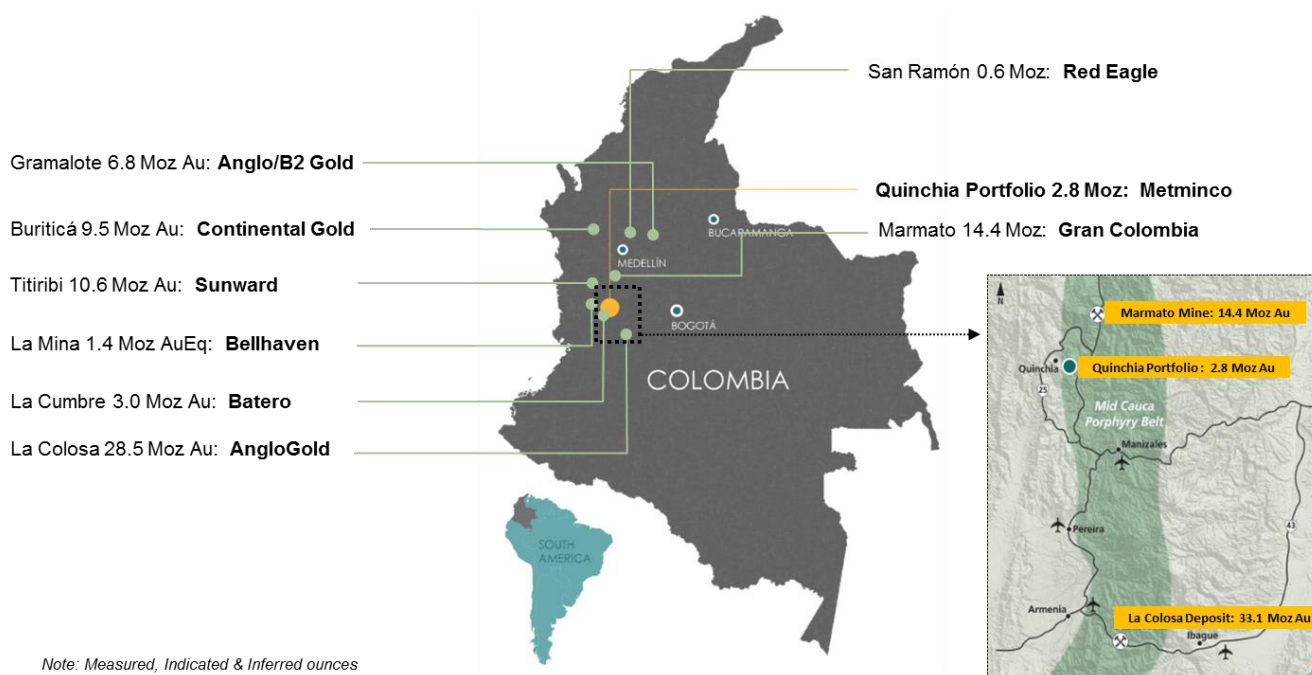 San Ramón 0.6 Moz: Red Eagle
Gramalote 6.8 Moz Au: Anglo/B2 Gold
Quinchia Portfolio 2.8 Moz: Metminco
Buriticá 9.5 Moz Au: Continental Gold
Marmato 14.4 Moz: Gran Colombia
Titiribi 10.6 Moz Au: Sunward
La Mina 1.4 Moz AuEq: Bellhaven
La Cumbre 3.0 Moz Au: Batero
La Colosa 28.5 Moz Au: AngloGold
BUCARAMANGA
MEDELLÍN
BOGOTÁ
COLOMBIA
SOUTH
AMERICA
N
Marmato Mine: 14.4 Moz Au
Quinchia
Quinchia Portfolio : 2.8 Moz Au
25
Mid Cauca
Porphyry Belt
Manizales
Pereira
43
Armenia
La Colosa Deposit: 33.1 Moz Au
Ibague
Note: Measured, Indicated & Inferred ounces